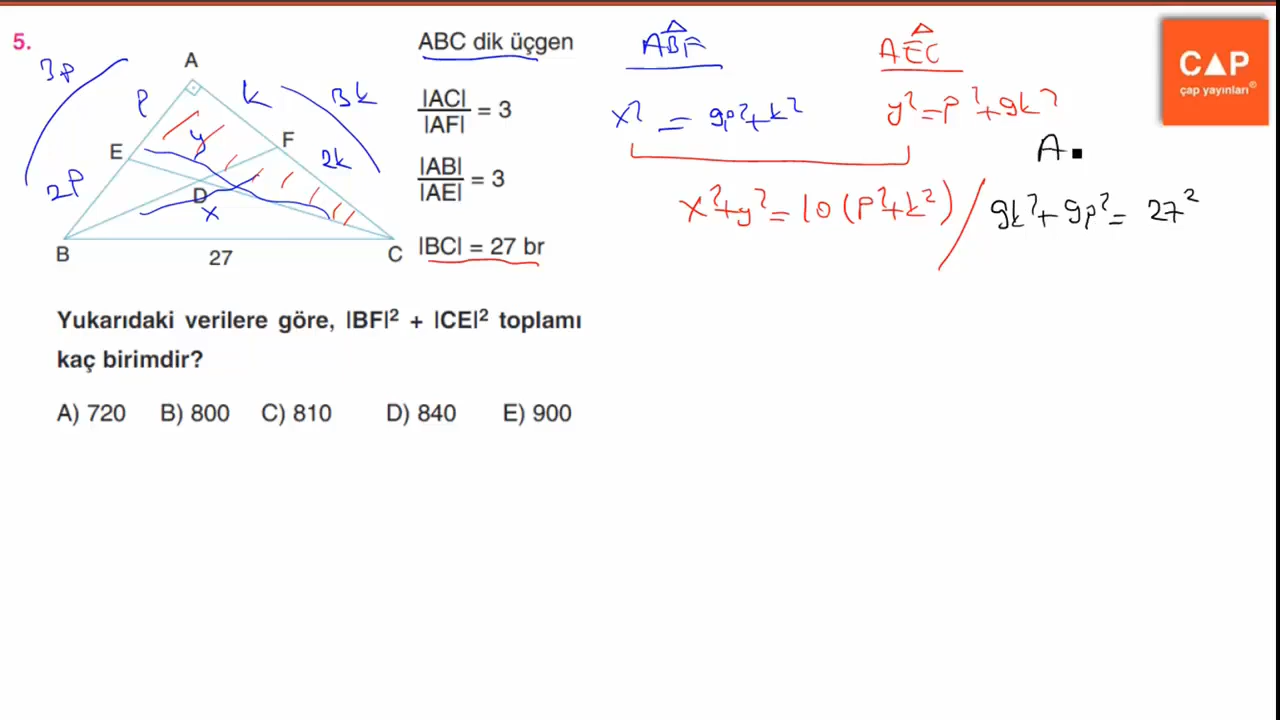 5.
ABC dik üçgen
|AC|
|AF|
= 3
|AB|
|AE|
= 3
|BC| = 27 br
A
E
F
D
B
C
27
3p
p
2p
k
3k
2k
y
x
Yukarıdaki verilere göre, |BF|² + |CE|² toplamı
kaç birimdir?
A) 720 B) 800 C) 810 D) 840 E) 900
ABF
x² = 9p²+k²
AEC
y² = p²+9k²
A
x²+y² = 10(p²+k²) / 9k²+9p² = 27²
CAP
çap yayınları®